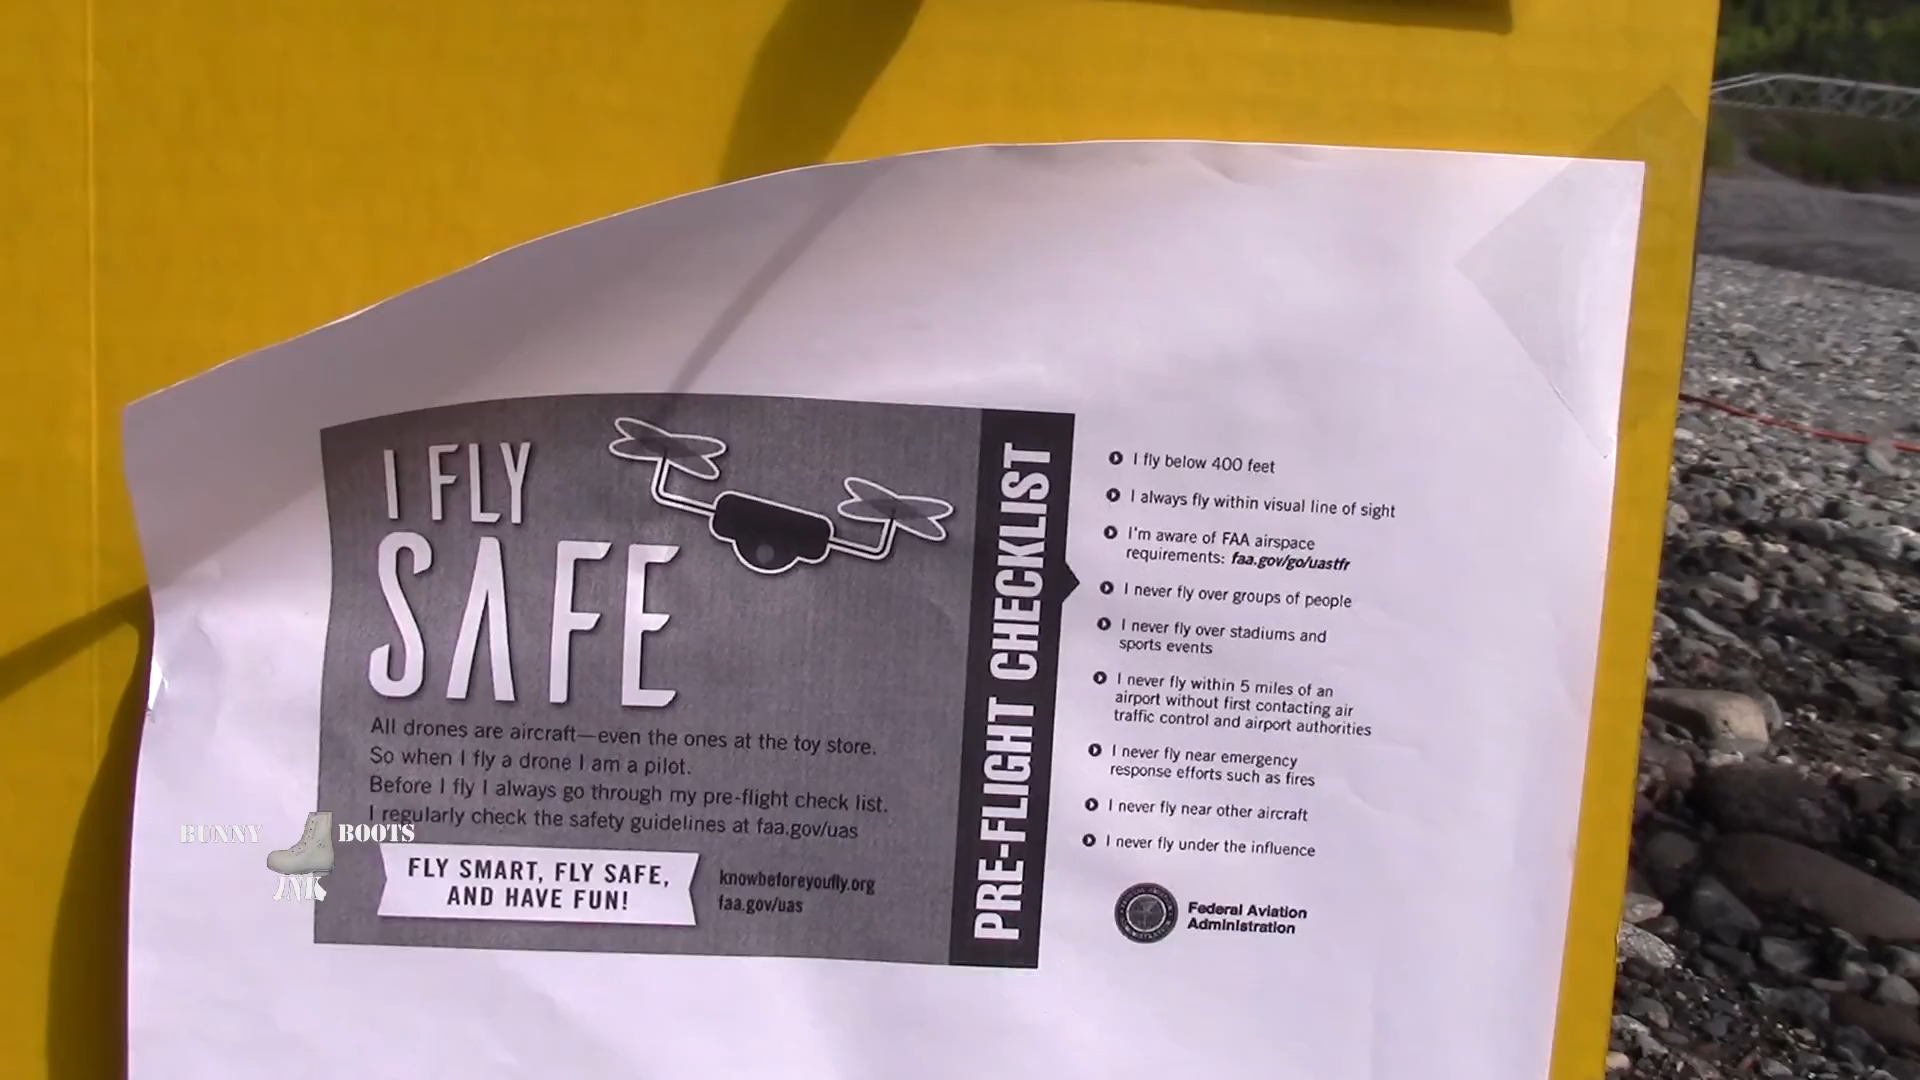 I FLY
SAFE
All drones are aircraft—even the ones at the toy store.
So when I fly a drone I am a pilot.
Before I fly I always go through my pre-flight check list.
I regularly check the safety guidelines at faa.gov/uas
FLY SMART, FLY SAFE,
AND HAVE FUN!
knowbeforeyoufly.org
faa.gov/uas
PRE-FLIGHT CHECKLIST
I fly below 400 feet
I always fly within visual line of sight
I'm aware of FAA airspace
requirements: faa.gov/go/uastfr
I never fly over groups of people
I never fly over stadiums and
sports events
I never fly within 5 miles of an
airport without first contacting air
traffic control and airport authorities
I never fly near emergency
response efforts such as fires
I never fly near other aircraft
I never fly under the influence
Federal Aviation
Administration
BUNNY BOOTS
INK